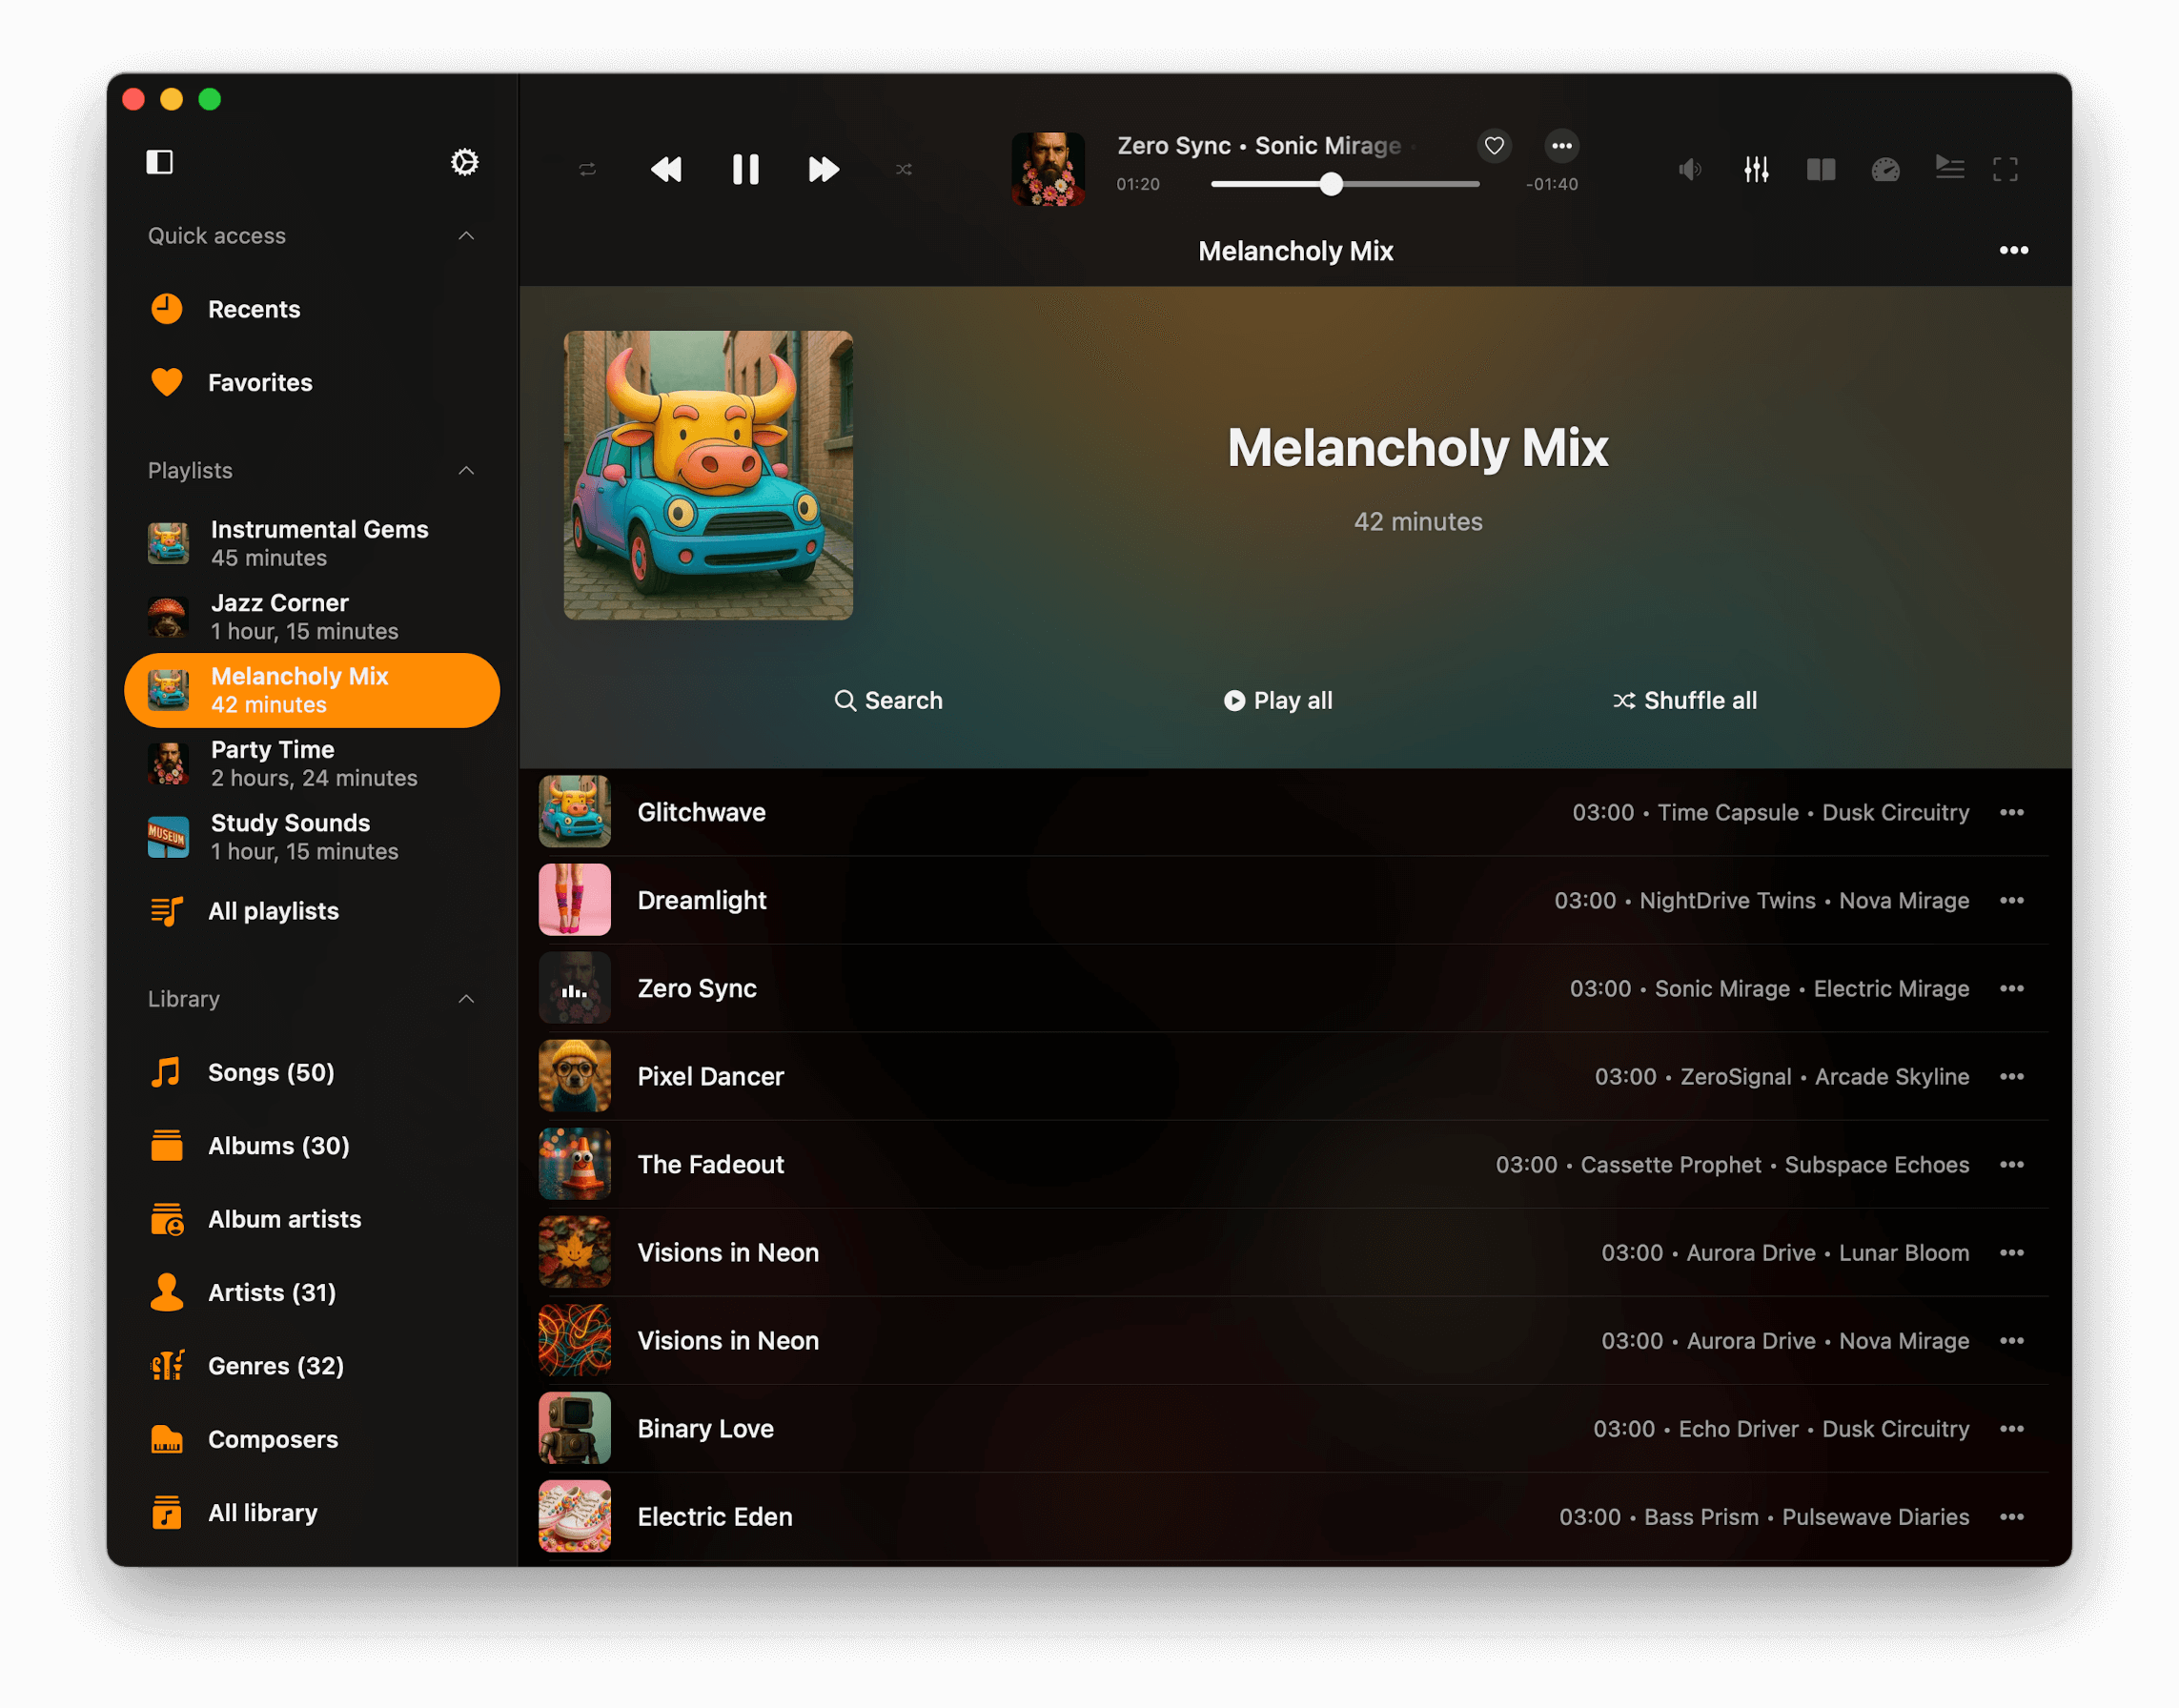 Quick access
Recents
Favorites
Playlists
Instrumental Gems
45 minutes
Jazz Corner
1 hour, 15 minutes
Melancholy Mix
42 minutes
Party Time
2 hours, 24 minutes
MUSEUM
Study Sounds
1 hour, 15 minutes
All playlists
Library
Songs (50)
Albums (30)
Album artists
Artists (31)
Genres (32)
Composers
All library
Zero Sync • Sonic Mirage •
01:20
-01:40
Melancholy Mix
Melancholy Mix
42 minutes
Search
Play all
Shuffle all
Glitchwave 03:00 • Time Capsule • Dusk Circuitry
Dreamlight 03:00 • NightDrive Twins • Nova Mirage
Zero Sync 03:00 • Sonic Mirage • Electric Mirage
Pixel Dancer 03:00 • ZeroSignal • Arcade Skyline
The Fadeout 03:00 • Cassette Prophet • Subspace Echoes
Visions in Neon 03:00 • Aurora Drive • Lunar Bloom
Visions in Neon 03:00 • Aurora Drive • Nova Mirage
Binary Love 03:00 • Echo Driver • Dusk Circuitry
Electric Eden 03:00 • Bass Prism • Pulsewave Diaries